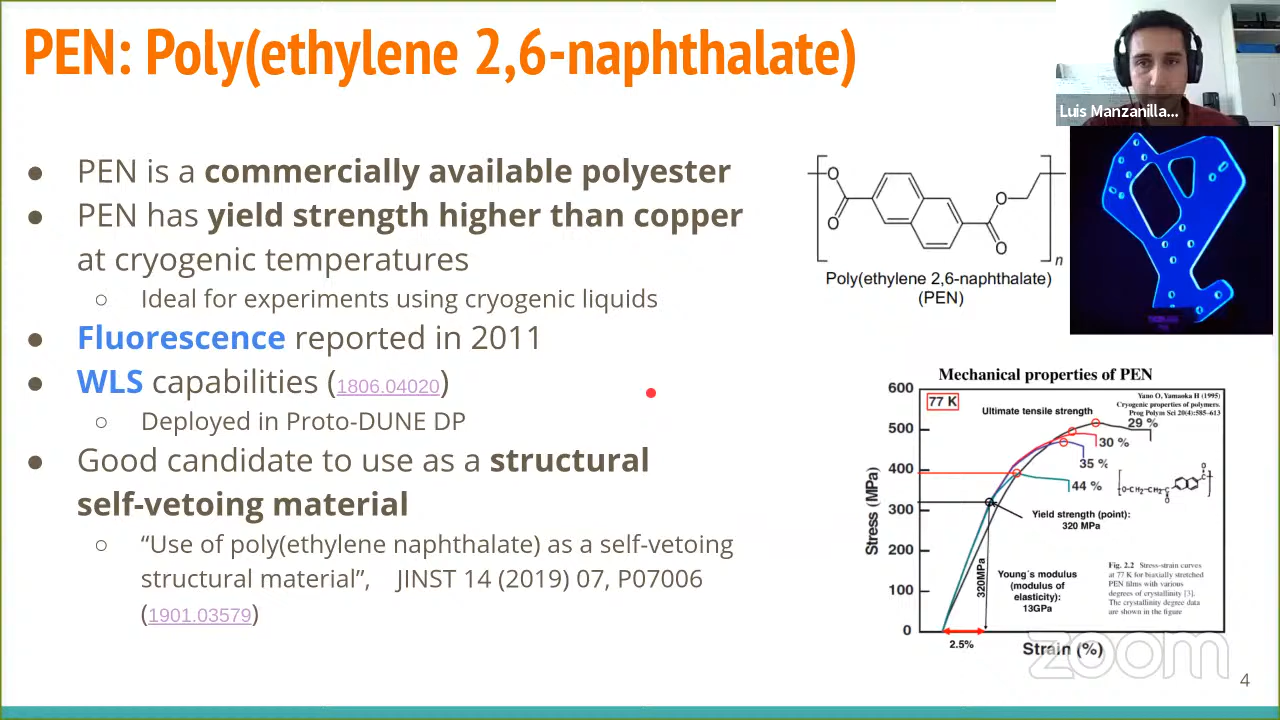 PEN: Poly(ethylene 2,6-naphthalate)
Luis Manzanilla...
● PEN is a commercially available polyester
● PEN has yield strength higher than copper
at cryogenic temperatures
○ Ideal for experiments using cryogenic liquids
● Fluorescence reported in 2011
● WLS capabilities (1806.04020)
○ Deployed in Proto-DUNE DP
● Good candidate to use as a structural
self-vetoing material
○ “Use of poly(ethylene naphthalate) as a self-vetoing
structural material”, JINST 14 (2019) 07, P07006
(1901.03579)
O
O
O
O
n
Poly(ethylene 2,6-naphthalate)
(PEN)
Mechanical properties of PEN
600
500
400
300
200
100
0
Stress (MPa)
77 K
Yano O, Yamaoka H (1995)
Cryogenic properties of polymers.
Prog Polym Sci 20(4):585–613
Ultimate tensile strength
29 %
30 %
35 %
44 %
Yield strength (point):
320 MPa
320MPa
Young´s modulus
(modulus of
elasticity):
13GPa
Fig. 2.2 Stress-strain curves
at 77 K for biaxially stretched
PEN films with various
degrees of crystallinity [3].
The crystallinity degree data
are shown in the figure
2.5%
Strain (%)
zoom
4